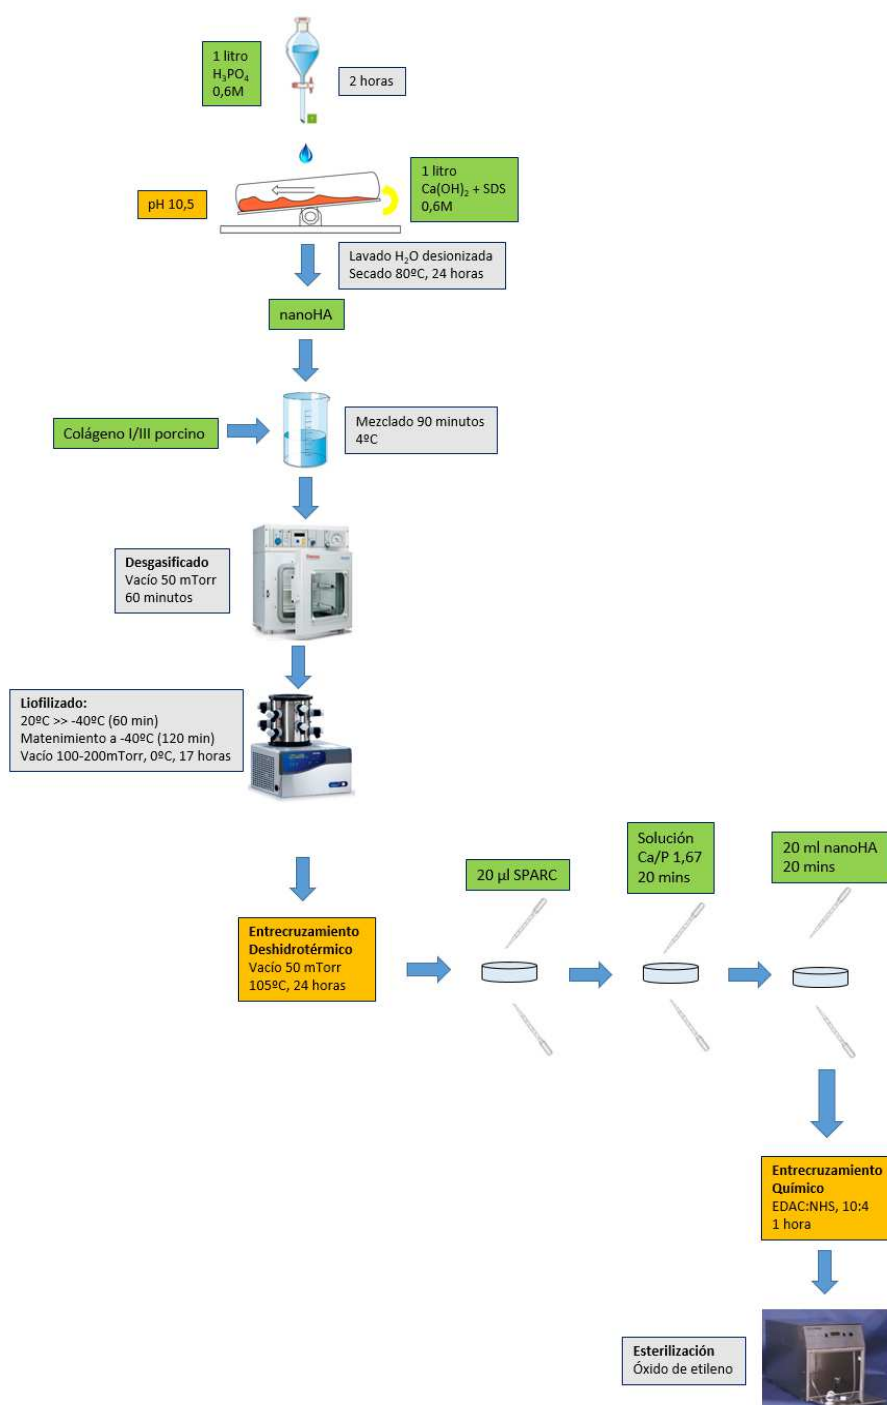 1 litro
H₃PO₄
0,6M
2 horas
1 litro
Ca(OH)₂ + SDS
0,6M
pH 10,5
Lavado H₂O desionizada
Secado 80ºC, 24 horas
nanoHA
Colágeno I/III porcino
Mezclado 90 minutos
4ºC
Desgasificado
Vacío 50 mTorr
60 minutos
Liofilizado:
20ºC >> -40ºC (60 min)
Matenimiento a -40ºC (120 min)
Vacío 100-200mTorr, 0ºC, 17 horas
Entrecruzamiento
Deshidrotérmico
Vacío 50 mTorr
105ºC, 24 horas
20 µl SPARC
Solución
Ca/P 1,67
20 mins
20 ml nanoHA
20 mins
Entrecruzamiento
Químico
EDAC:NHS, 10:4
1 hora
Esterilización
Óxido de etileno